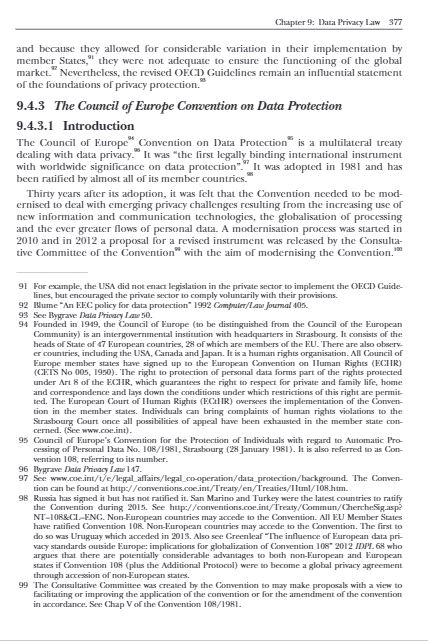 Chapter 9: Data Privacy Law 377
and because they allowed for considerable variation in their implementation by
member States,91 they were not adequate to ensure the functioning of the global
market.92 Nevertheless, the revised OECD Guidelines remain an influential statement
of the foundations of privacy protection.93
9.4.3 The Council of Europe Convention on Data Protection
9.4.3.1 Introduction
The Council of Europe94 Convention on Data Protection95 is a multilateral treaty
dealing with data privacy.96 It was “the first legally binding international instrument
with worldwide significance on data protection”.97 It was adopted in 1981 and has
been ratified by almost all of its member countries.98
Thirty years after its adoption, it was felt that the Convention needed to be mod-
ernised to deal with emerging privacy challenges resulting from the increasing use of
new information and communication technologies, the globalisation of processing
and the ever greater flows of personal data. A modernisation process was started in
2010 and in 2012 a proposal for a revised instrument was released by the Consulta-
tive Committee of the Convention99 with the aim of modernising the Convention.100
91 For example, the USA did not enact legislation in the private sector to implement the OECD Guide-
lines, but encouraged the private sector to comply voluntarily with their provisions.
92 Blume “An EEC policy for data protection” 1992 Computer/Law Journal 405.
93 See Bygrave Data Privacy Law 50.
94 Founded in 1949, the Council of Europe (to be distinguished from the Council of the European
Community) is an intergovernmental institution with headquarters in Strasbourg. It consists of the
heads of State of 47 European countries, 28 of which are members of the EU. There are also observ-
er countries, including the USA, Canada and Japan. It is a human rights organisation. All Council of
Europe member states have signed up to the European Convention on Human Rights (ECHR)
(CETS No 005, 1950). The right to protection of personal data forms part of the rights protected
under Art 8 of the ECHR, which guarantees the right to respect for private and family life, home
and correspondence and lays down the conditions under which restrictions of this right are permit-
ted. The European Court of Human Rights (ECtHR) oversees the implementation of the Conven-
tion in the member states. Individuals can bring complaints of human rights violations to the
Strasbourg Court once all possibilities of appeal have been exhausted in the member state con-
cerned. (See www.coe.int).
95 Council of Europe’s Convention for the Protection of Individuals with regard to Automatic Pro-
cessing of Personal Data No. 108/1981, Strasbourg (28 January 1981). It is also referred to as Con-
vention 108, referring to its number.
96 Bygrave Data Privacy Law 147.
97 See www.coe.int/t/e/legal_affairs/legal_co-operation/data_protection/background. The Conven-
tion can be found at http://conventions.coe.int/Treaty/en/Treaties/Html/108.htm.
98 Russia has signed it but has not ratified it. San Marino and Turkey were the latest countries to ratify
the Convention during 2015. See http://conventions.coe.int/Treaty/Commun/ChercheSig.asp?
NT=108&CL=ENG. Non-European countries may accede to the Convention. All EU Member States
have ratified Convention 108. Non-European countries may accede to the Convention. The first to
do so was Uruguay which acceded in 2013. Also see Greenleaf “The influence of European data pri-
vacy standards outside Europe: implications for globalization of Convention 108” 2012 IDPL 68 who
argues that there are potentially considerable advantages to both non-European and European
states if Convention 108 (plus the Additional Protocol) were to become a global privacy agreement
through accession of non-European states.
99 The Consultative Committee was created by the Convention to may make proposals with a view to
facilitating or improving the application of the convention or for the amendment of the convention
in accordance. See Chap V of the Convention 108/1981.